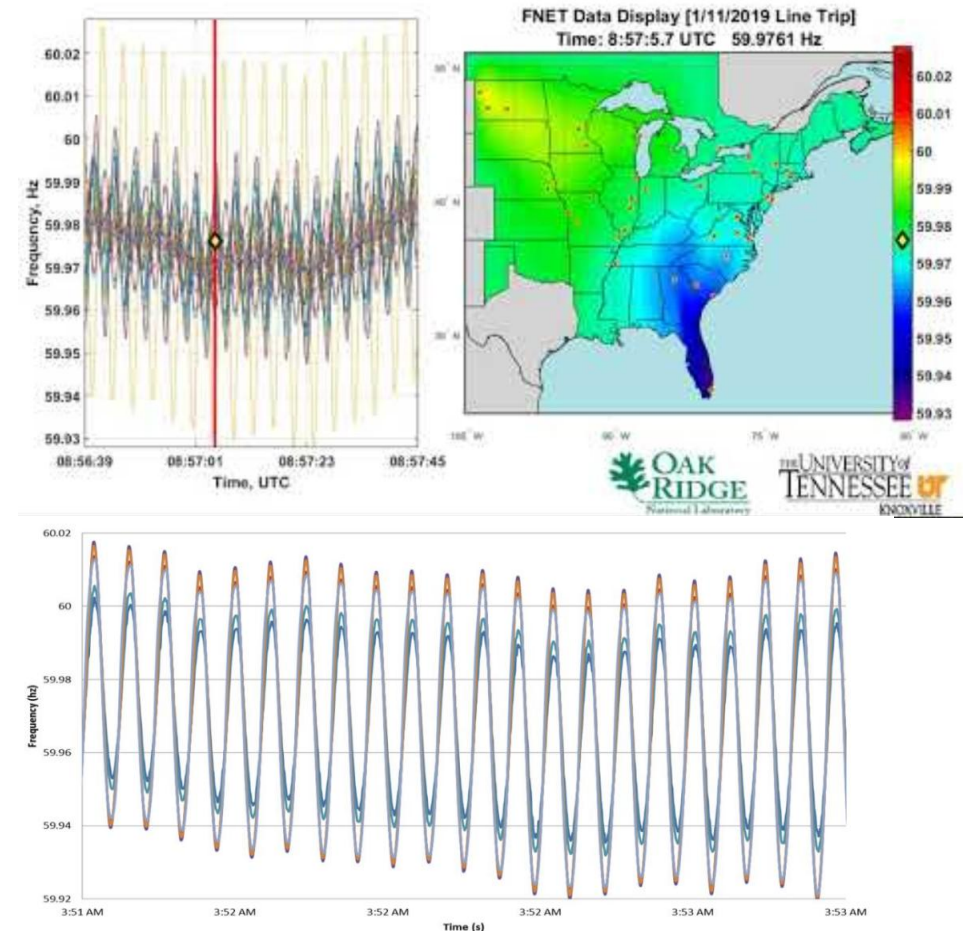 FNET Data Display [1/11/2019 Line Trip]
Time: 8:57:5.7 UTC 59.9761 Hz
60.02
60.01
60
59.99
59.98
59.97
59.96
59.95
59.94
59.93
Frequency, Hz
08:56:39
08:57:01
08:57:23
08:57:45
Time, UTC
60.02
60.01
60
59.99
59.98
59.97
59.96
59.95
59.94
59.93
OAK
RIDGE
National Laboratory
THE UNIVERSITY of
TENNESSEE UT
KNOXVILLE
60.02
60
59.98
59.96
59.94
59.92
Frequency (hz)
3:51 AM
3:52 AM
3:52 AM
3:52 AM
3:53 AM
3:53 AM
Time (s)